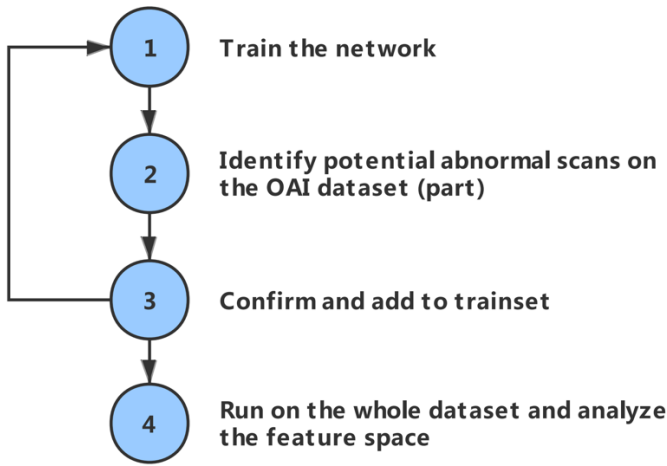 1
Train the network
2
Identify potential abnormal scans on
the OAI dataset (part)
3
Confirm and add to trainset
4
Run on the whole dataset and analyze
the feature space